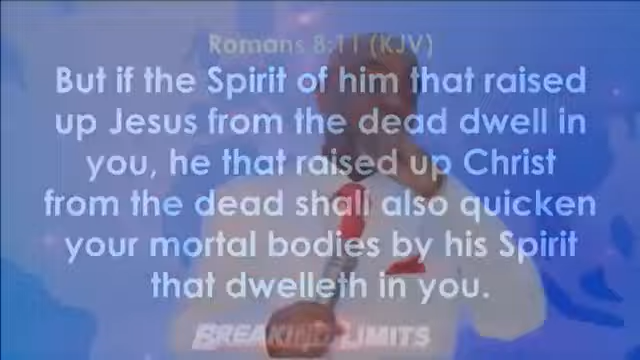 Romans 8:11 (KJV)
But if the Spirit of him that raised
up Jesus from the dead dwell in
you, he that raised up Christ
from the dead shall also quicken
your mortal bodies by his Spirit
that dwelleth in you.
BREAKING LIMITS